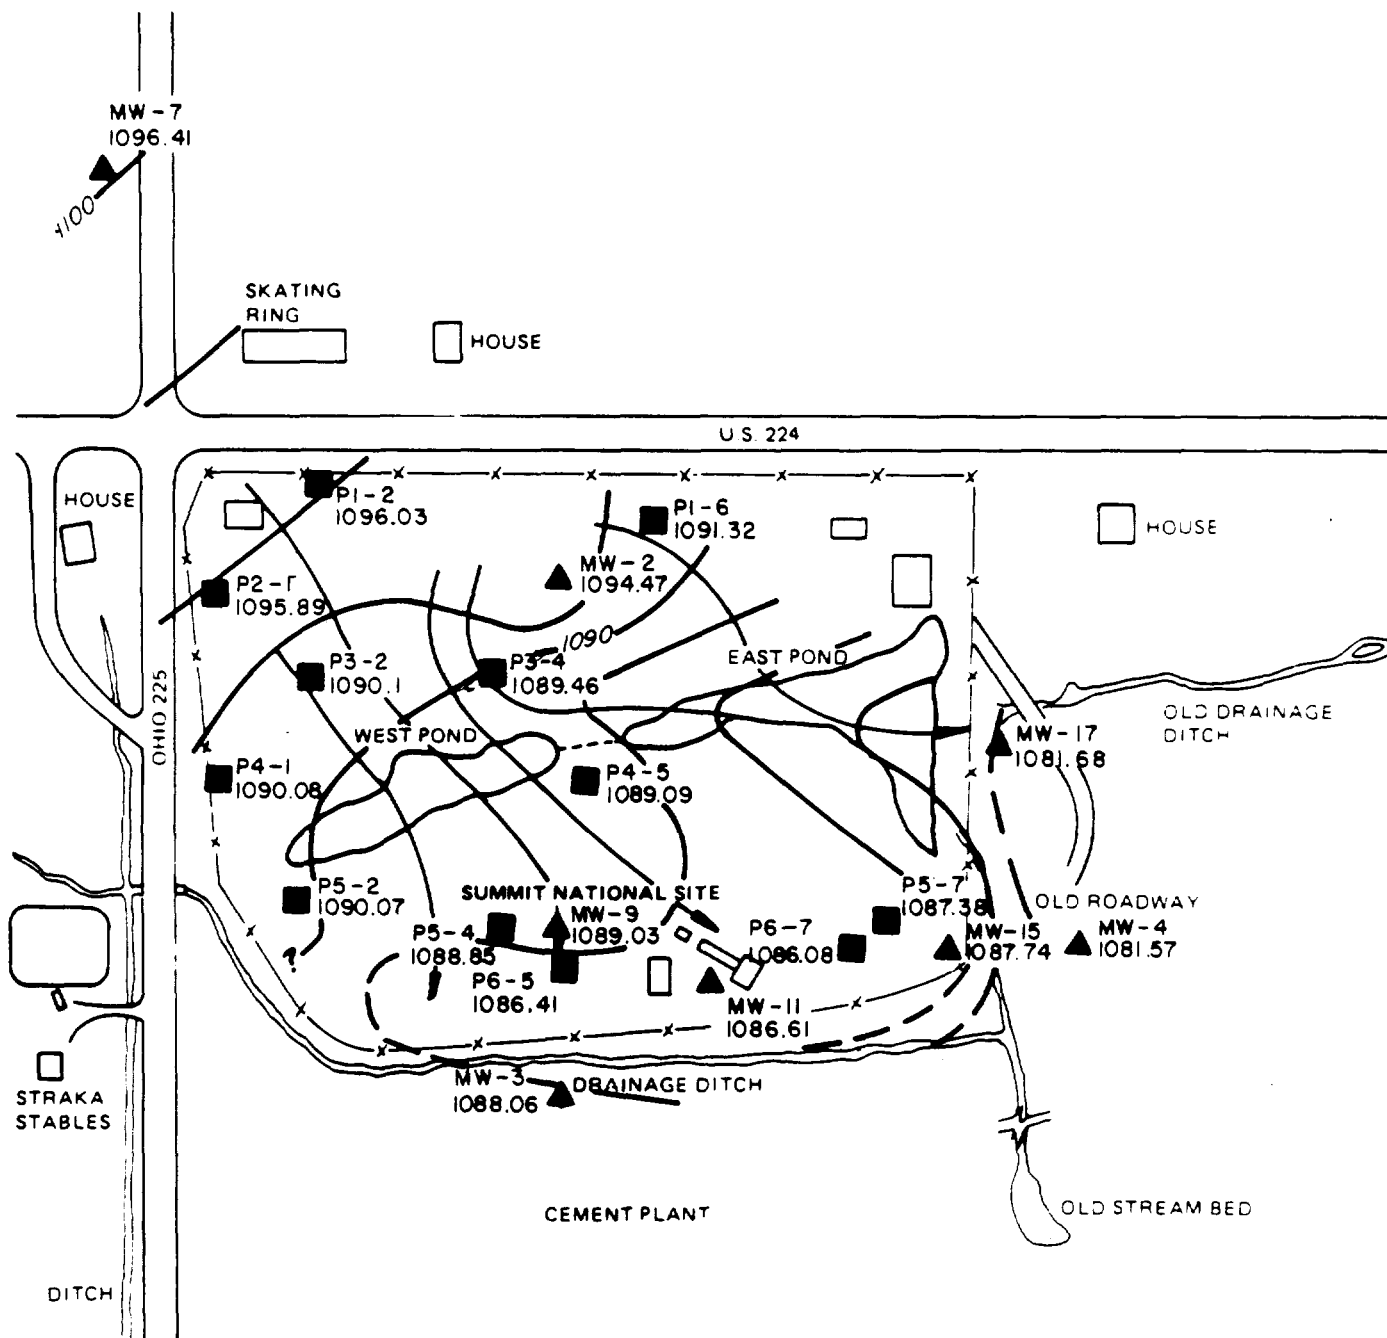 MW-7
1096.41
1100
SKATING
RING
HOUSE
U.S. 224
HOUSE
P1-2
1096.03
P1-6
1091.32
HOUSE
MW-2
1094.47
P2-1
1095.89
1090
P3-2
1090.1
P3-4
1089.46
EAST POND
OHIO 225
WEST POND
OLD DRAINAGE
DITCH
MW-17
1081.68
P4-1
1090.08
P4-5
1089.09
P5-2
1090.07
SUMMIT NATIONAL SITE
P5-7
1087.38
OLD ROADWAY
MW-9
1089.03
P5-4
1088.85
P6-7
1086.08
MW-15
1087.74
MW-4
1081.57
?
P6-5
1086.41
MW-11
1086.61
MW-3
1088.06
DRAINAGE DITCH
STRAKA
STABLES
CEMENT PLANT
OLD STREAM BED
DITCH